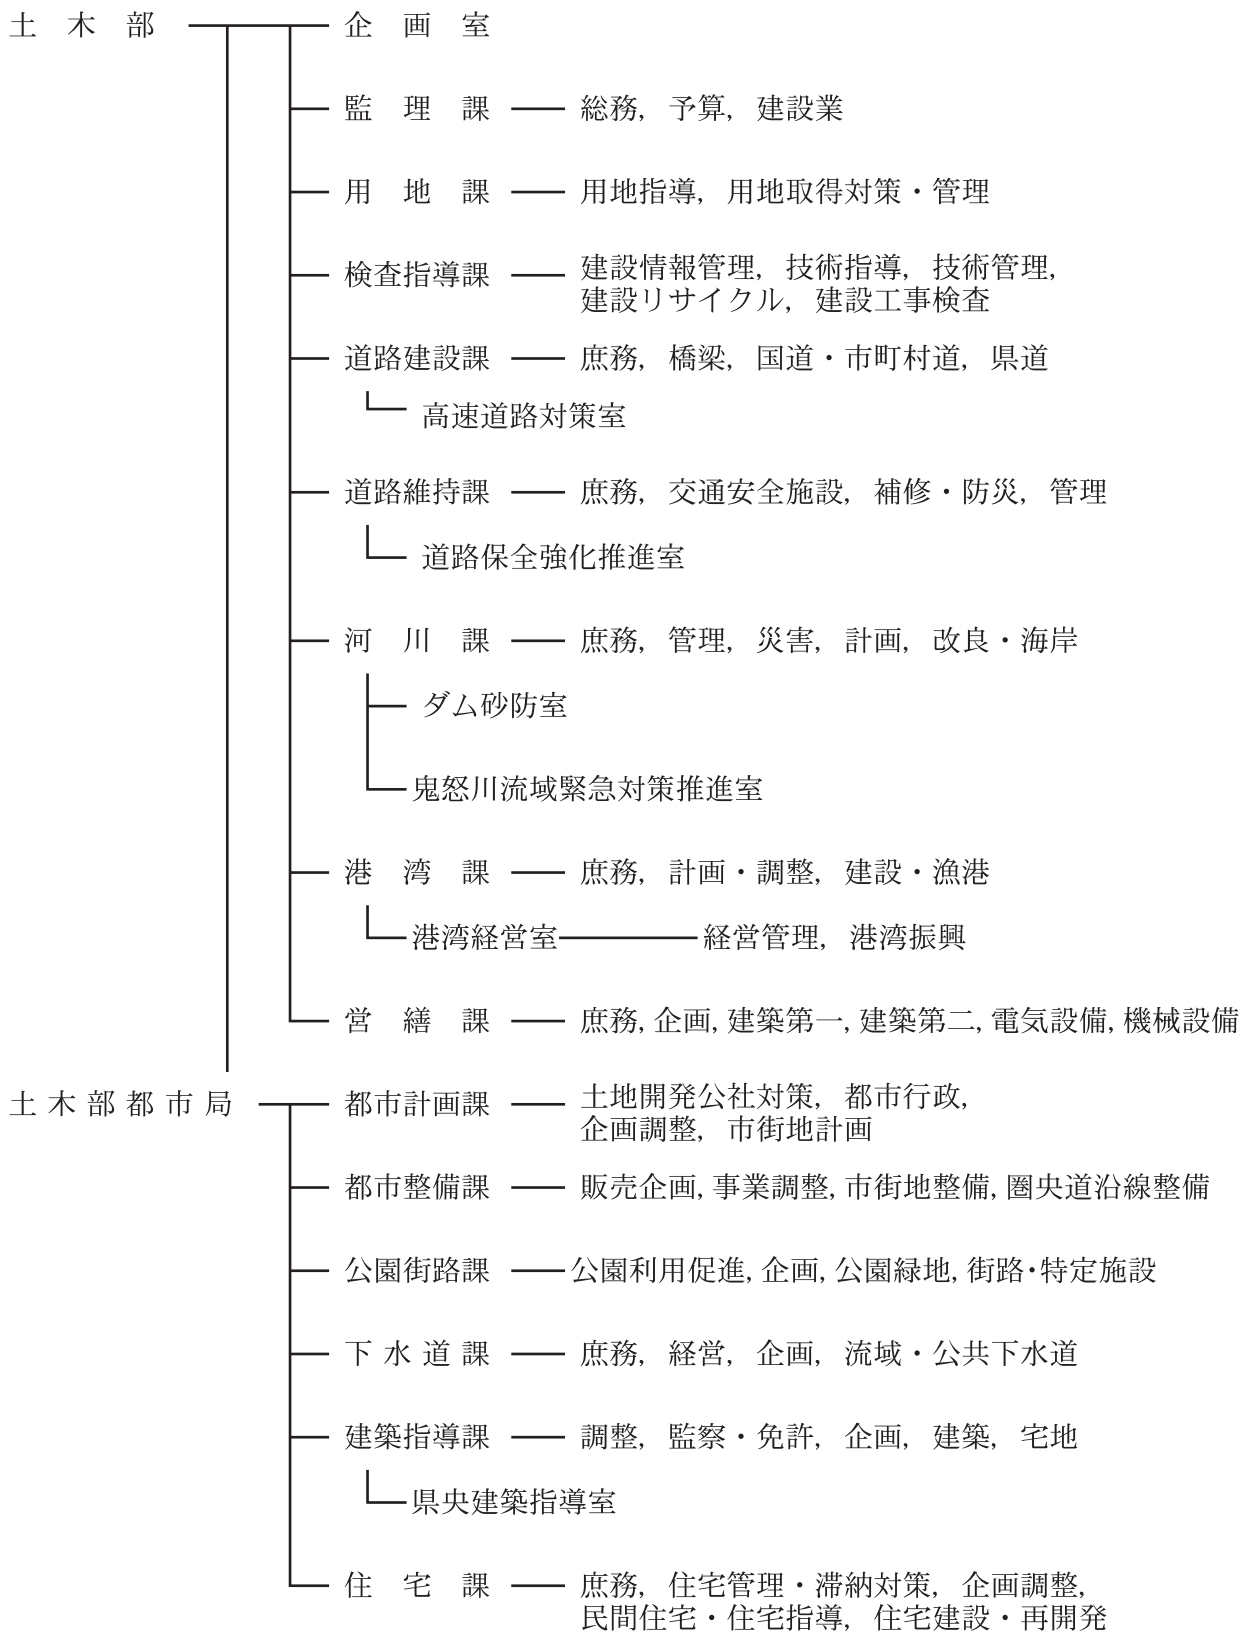 土木部 企画室
監理課 総務，予算，建設業
用地課 用地指導，用地取得対策・管理
検査指導課 建設情報管理，技術指導，技術管理，
建設リサイクル，建設工事検査
道路建設課 庶務，橋梁，国道・市町村道，県道
高速道路対策室
道路維持課 庶務，交通安全施設，補修・防災，管理
道路保全強化推進室
河川課 庶務，管理，災害，計画，改良・海岸
ダム砂防室
鬼怒川流域緊急対策推進室
港湾課 庶務，計画・調整，建設・漁港
港湾経営室 経営管理，港湾振興
営繕課 庶務，企画，建築第一，建築第二，電気設備，機械設備
土木部都市局 都市計画課 土地開発公社対策，都市行政，
企画調整，市街地計画
都市整備課 販売企画，事業調整，市街地整備，圏央道沿線整備
公園街路課 公園利用促進，企画，公園緑地，街路・特定施設
下水道課 庶務，経営，企画，流域・公共下水道
建築指導課 調整，監察・免許，企画，建築，宅地
県央建築指導室
住宅課 庶務，住宅管理・滞納対策，企画調整，
民間住宅・住宅指導，住宅建設・再開発